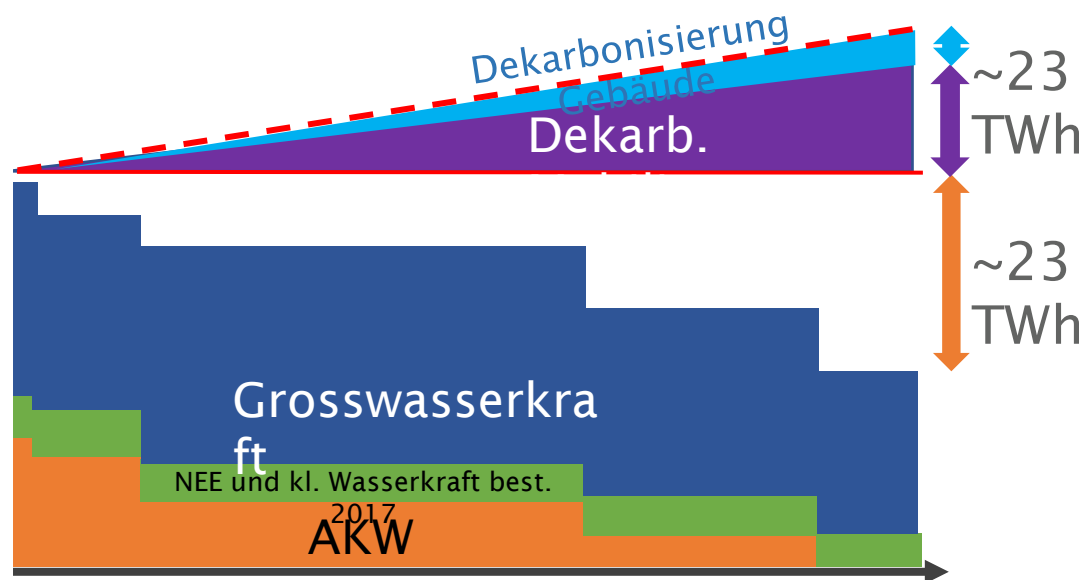 Dekarbonisierung
Gebäude
Dekarb.
~23
TWh
~23
TWh
Grosswasserkra
ft
NEE und kl. Wasserkraft best.
2017
AKW